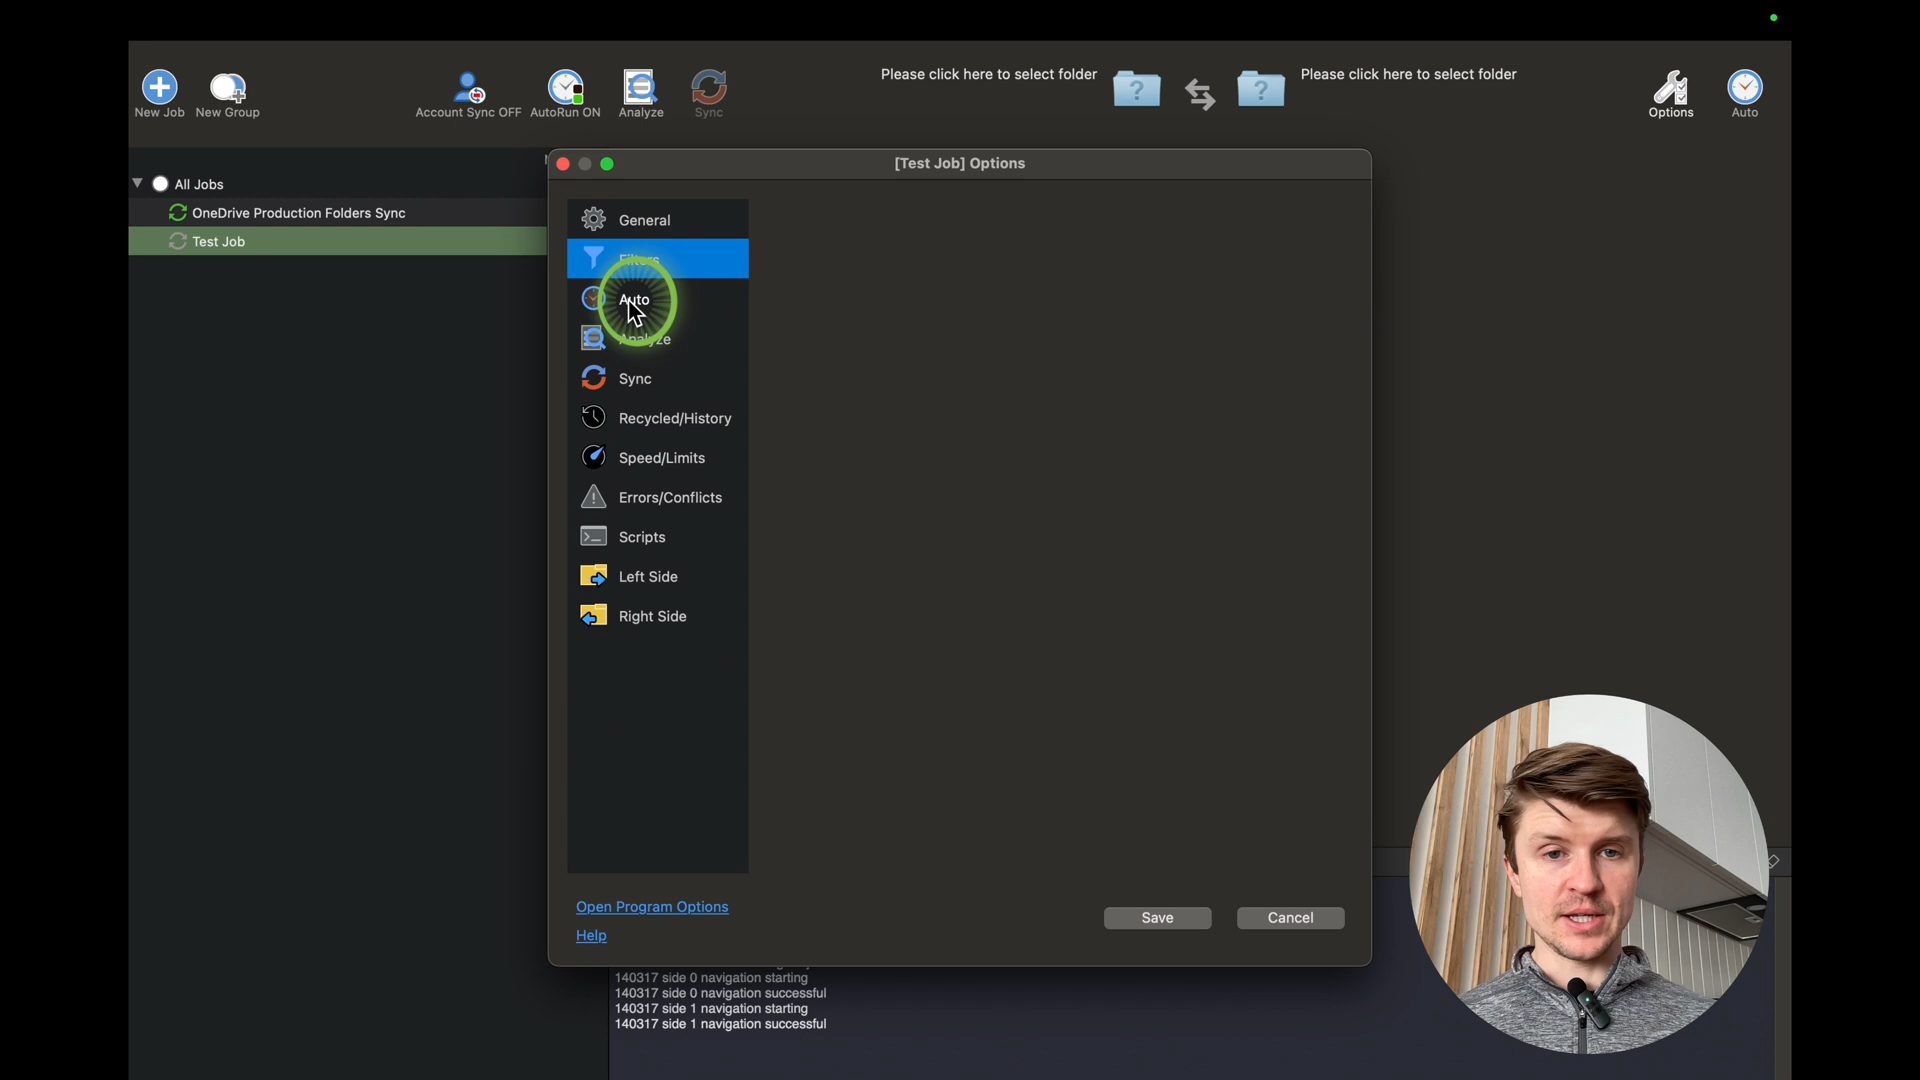 New Job
New Group
Account Sync OFF
AutoRun ON
Analyze
Sync
Please click here to select folder
Please click here to select folder
Options
Auto
All Jobs
OneDrive Production Folders Sync
Test Job
[Test Job] Options
General
Filters
Auto
Analyze
Sync
Recycled/History
Speed/Limits
Errors/Conflicts
Scripts
Left Side
Right Side
Open Program Options
Help
Save
Cancel
140317 side 0 navigation starting
140317 side 0 navigation successful
140317 side 1 navigation starting
140317 side 1 navigation successful